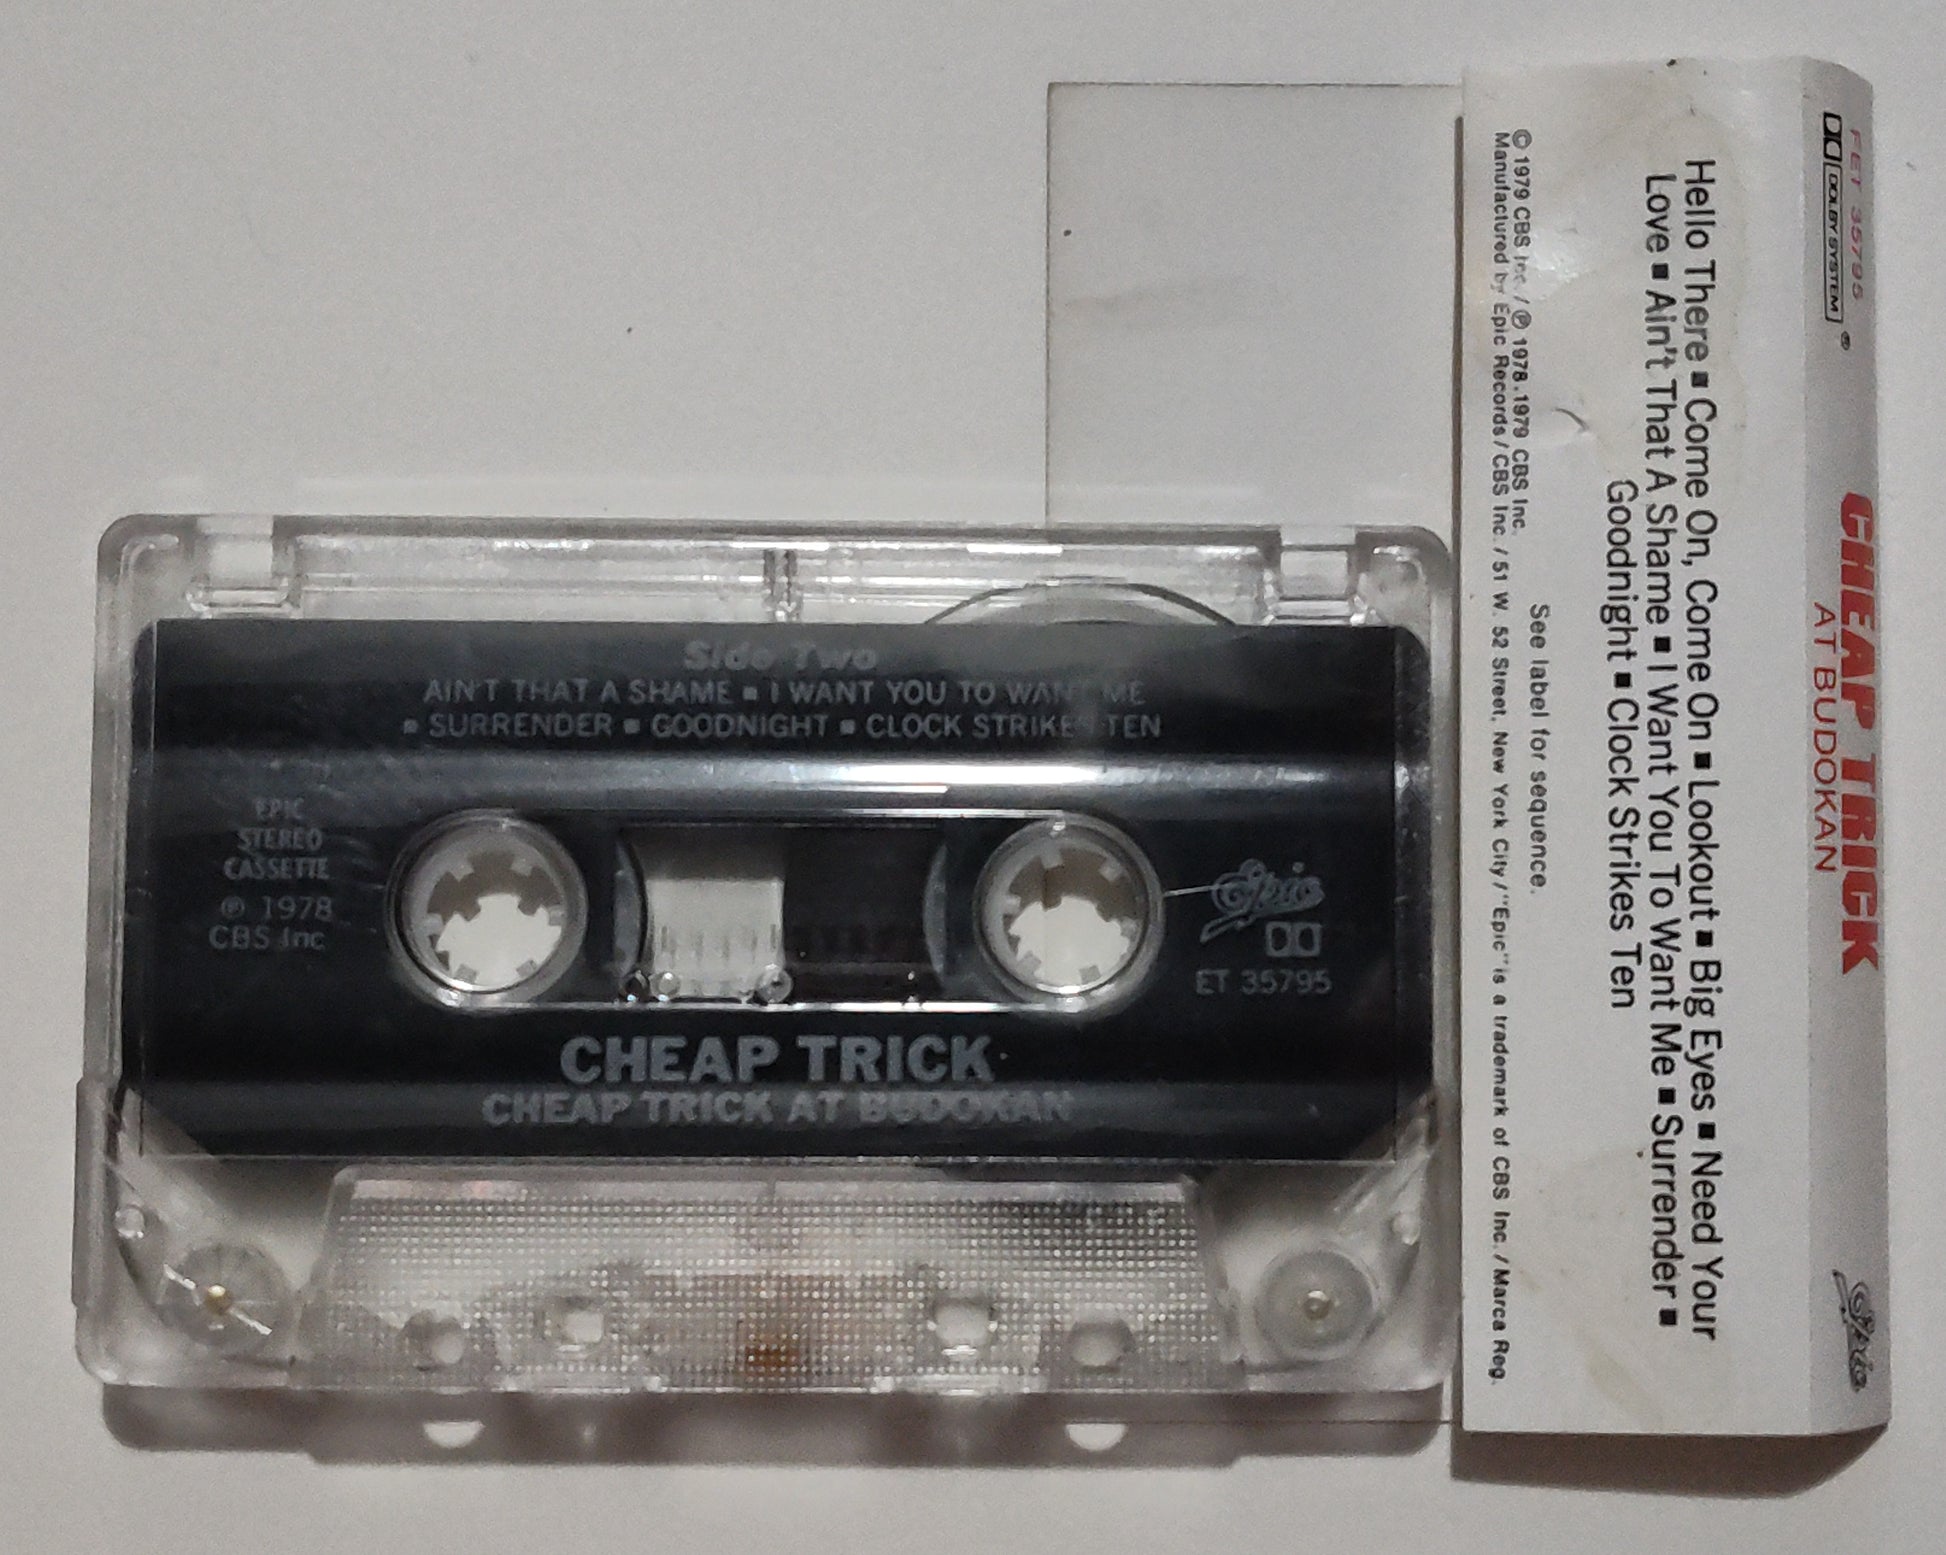 Side Two
AIN'T THAT A SHAME ▪ I WANT YOU TO WANT ME
▪ SURRENDER ▪ GOODNIGHT ▪ CLOCK STRIKES TEN
EPIC
STEREO
CASSETTE
℗ 1978
CBS Inc
Epic
ET 35795
CHEAP TRICK
CHEAP TRICK AT BUDOKAN
FET 35795
DOLBY SYSTEM ®
CHEAP TRICK
AT BUDOKAN
Epic
Hello There ▪ Come On, Come On ▪ Lookout ▪ Big Eyes ▪ Need Your
Love ▪ Ain't That A Shame ▪ I Want You To Want Me ▪ Surrender ▪
Goodnight ▪ Clock Strikes Ten
See label for sequence.
© 1979 CBS Inc. / ℗ 1978.1979 CBS Inc.
Manufactured by Epic Records / CBS Inc. / 51 W. 52 Street, New York City / "Epic" is a trademark of CBS Inc. / Marca Reg.